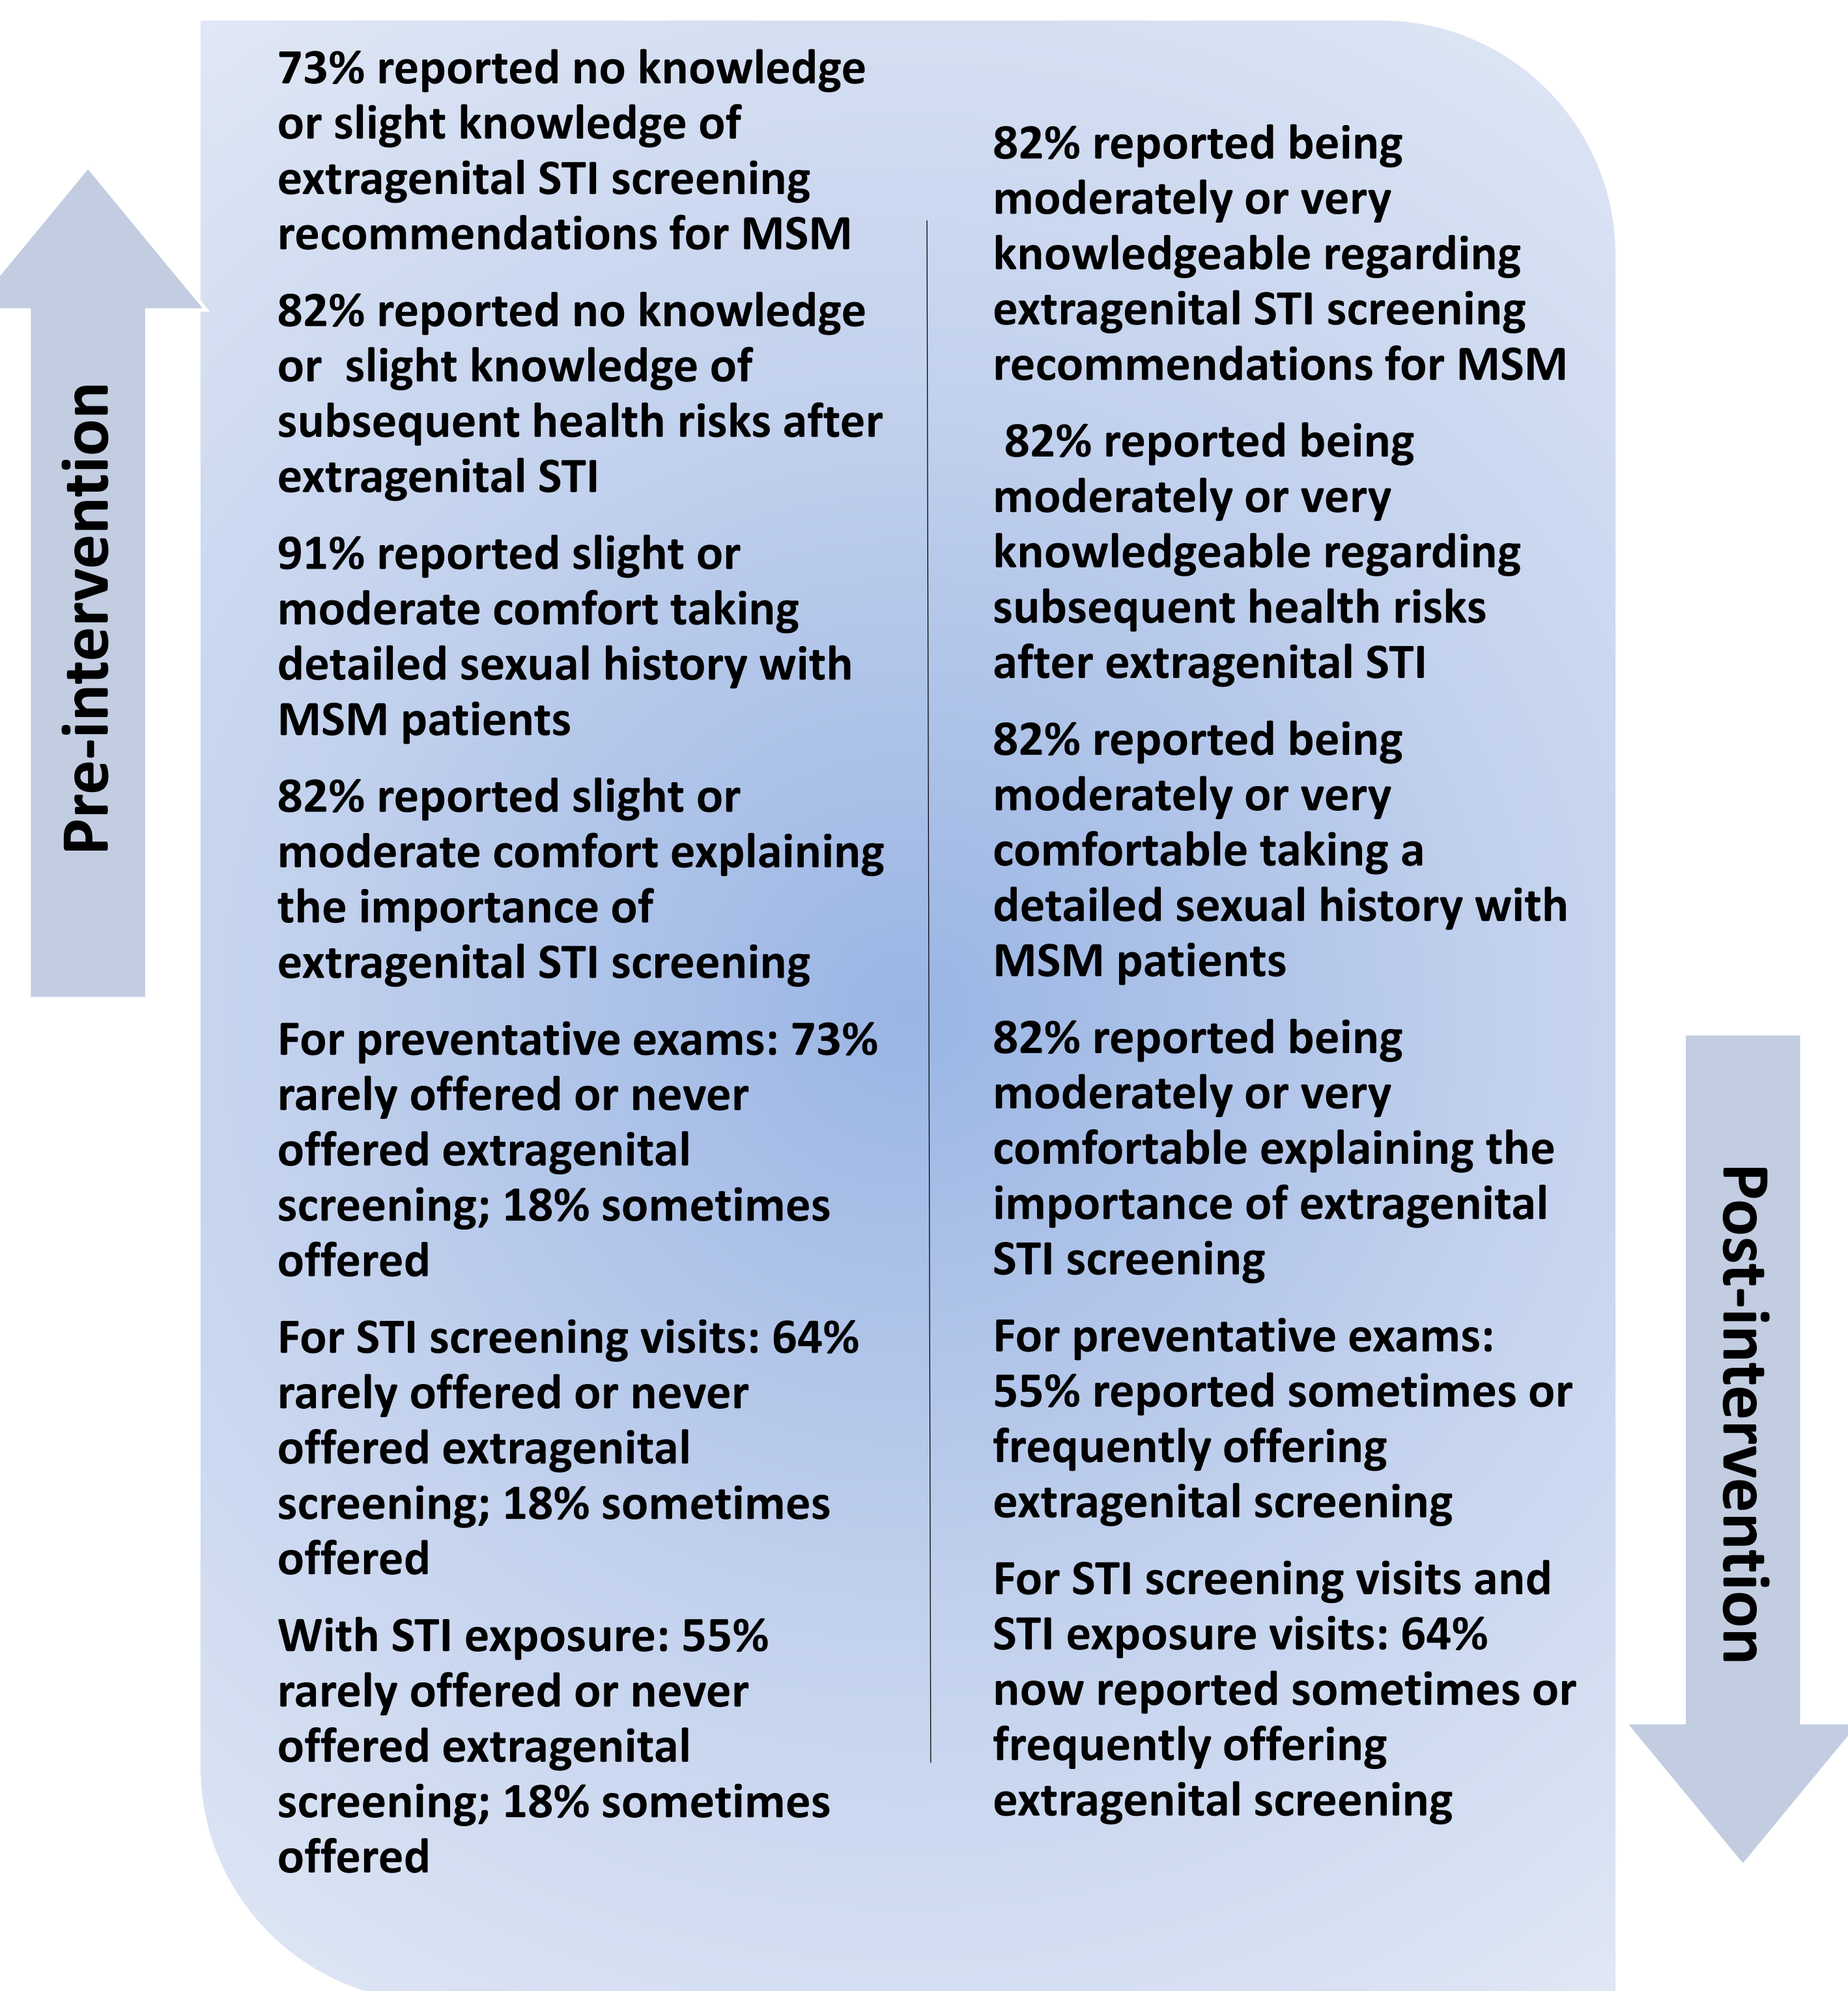 Pre-intervention
73% reported no knowledge
or slight knowledge of
extragenital STI screening
recommendations for MSM
82% reported no knowledge
or  slight knowledge of
subsequent health risks after
extragenital STI
91% reported slight or
moderate comfort taking
detailed sexual history with
MSM patients
82% reported slight or
moderate comfort explaining
the importance of
extragenital STI screening
For preventative exams: 73%
rarely offered or never
offered extragenital
screening; 18% sometimes
offered
For STI screening visits: 64%
rarely offered or never
offered extragenital
screening; 18% sometimes
offered
With STI exposure: 55%
rarely offered or never
offered extragenital
screening; 18% sometimes
offered
82% reported being
moderately or very
knowledgeable regarding
extragenital STI screening
recommendations for MSM
82% reported being
moderately or very
knowledgeable regarding
subsequent health risks
after extragenital STI
82% reported being
moderately or very
comfortable taking a
detailed sexual history with
MSM patients
82% reported being
moderately or very
comfortable explaining the
importance of extragenital
STI screening
For preventative exams:
55% reported sometimes or
frequently offering
extragenital screening
For STI screening visits and
STI exposure visits: 64%
now reported sometimes or
frequently offering
extragenital screening
Post-intervention